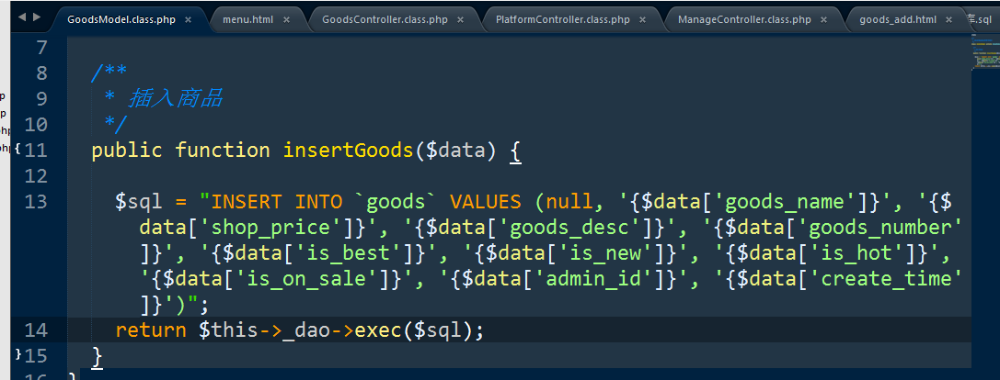 GoodsModel.class.php × menu.html × GoodsController.class.php × PlatformController.class.php × ManageController.class.php × goods_add.html × .sql
7
8 /**
9 * 插入商品
10 */
11 public function insertGoods($data) {
12
13 $sql = "INSERT INTO `goods` VALUES (null, '{$data['goods_name']}', '{$
data['shop_price']}', '{$data['goods_desc']}', '{$data['goods_number'
]}', '{$data['is_best']}', '{$data['is_new']}', '{$data['is_hot']}',
'{$data['is_on_sale']}', '{$data['admin_id']}', '{$data['create_time'
]}')";
14 return $this->_dao->exec($sql);
15 }
16 }